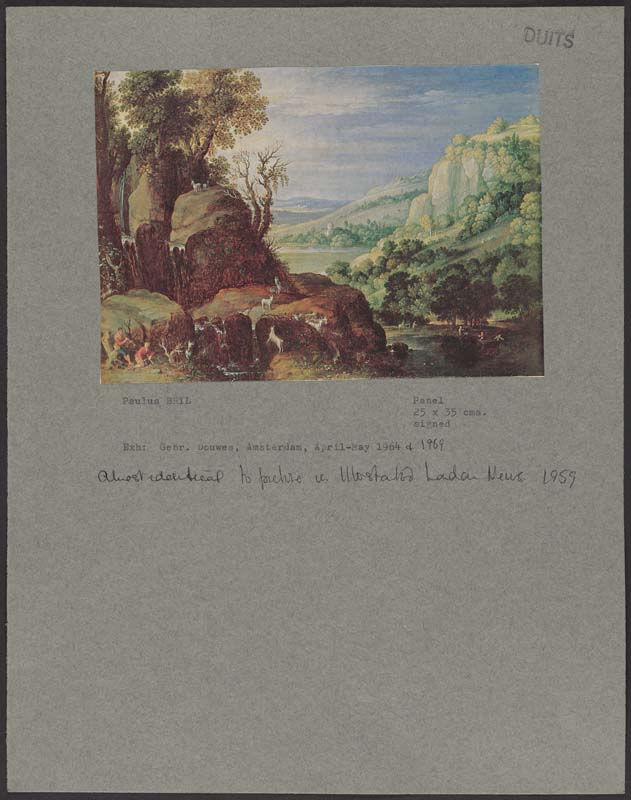 DUITS
Paulus BRIL
Panel
25 x 35 cms.
signed
Exh: Gebr. Douwes, Amsterdam, April-May 1964 & 1969
Almost identical to picture in Illustrated London News 1959